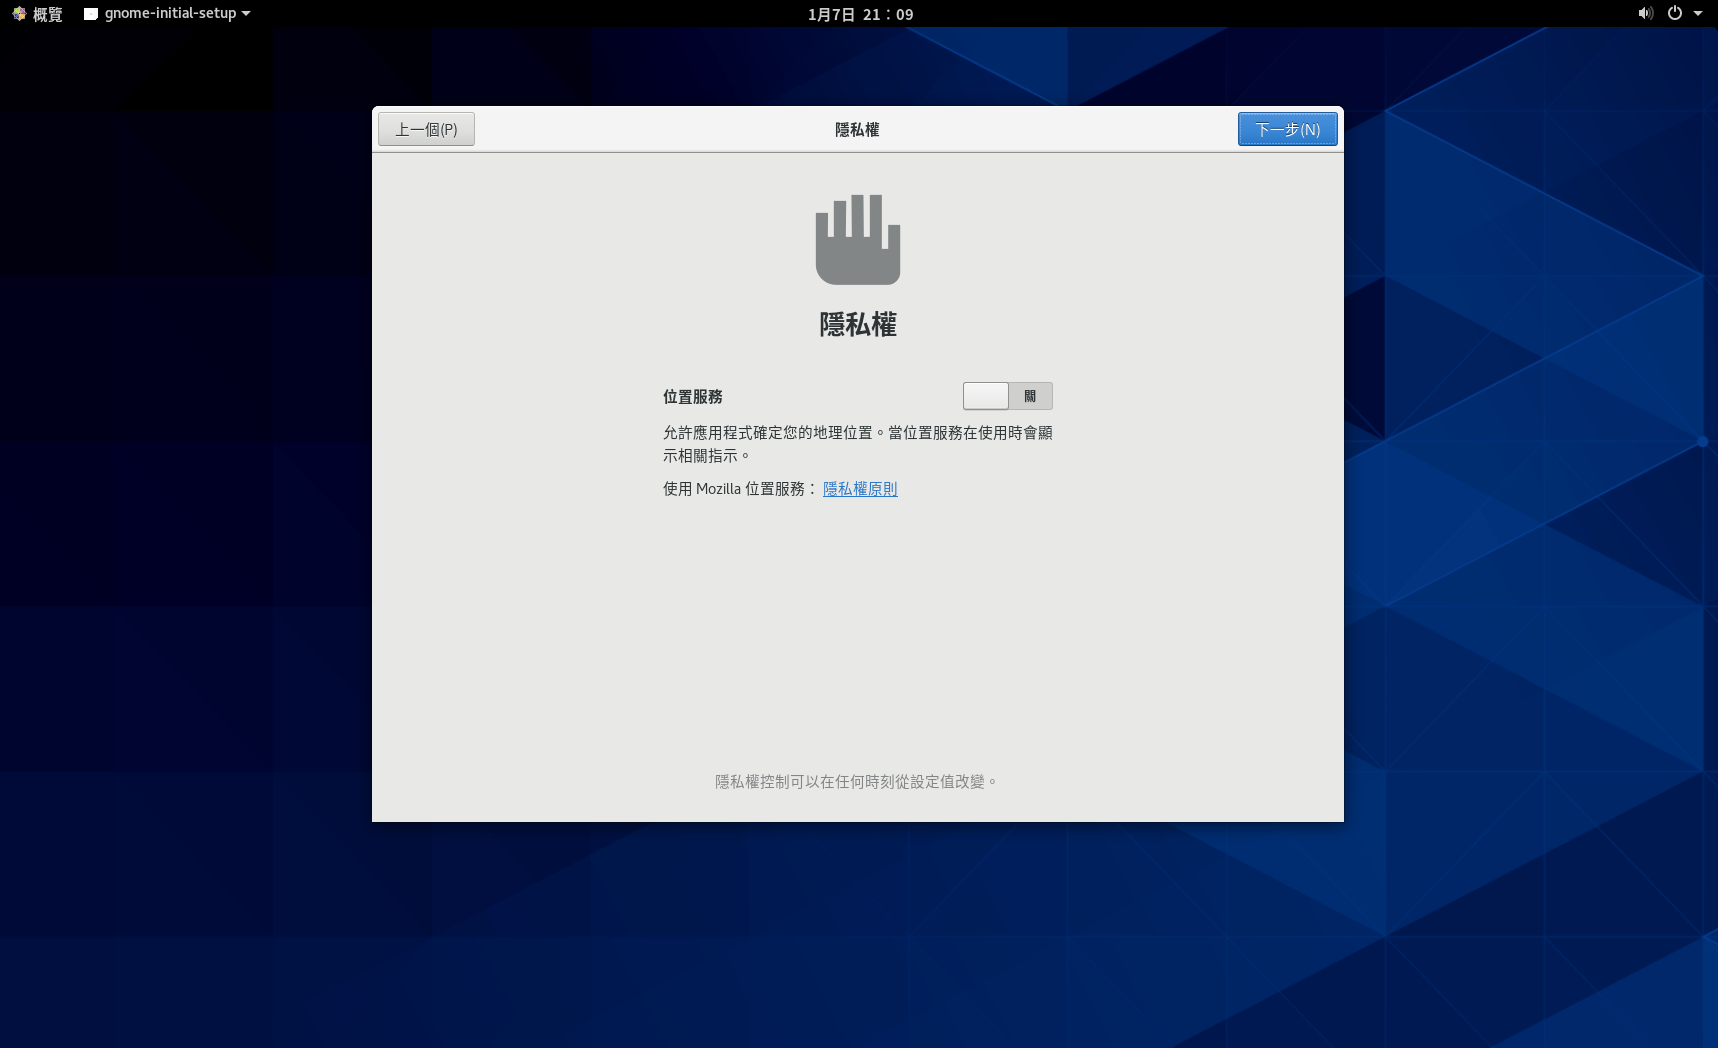 概覽 gnome-initial-setup 1月7日 21：09
上一個(P) 隱私權 下一步(N)
隱私權
位置服務 關
允許應用程式確定您的地理位置。當位置服務在使用時會顯
示相關指示。
使用 Mozilla 位置服務： 隱私權原則
隱私權控制可以在任何時刻從設定值改變。